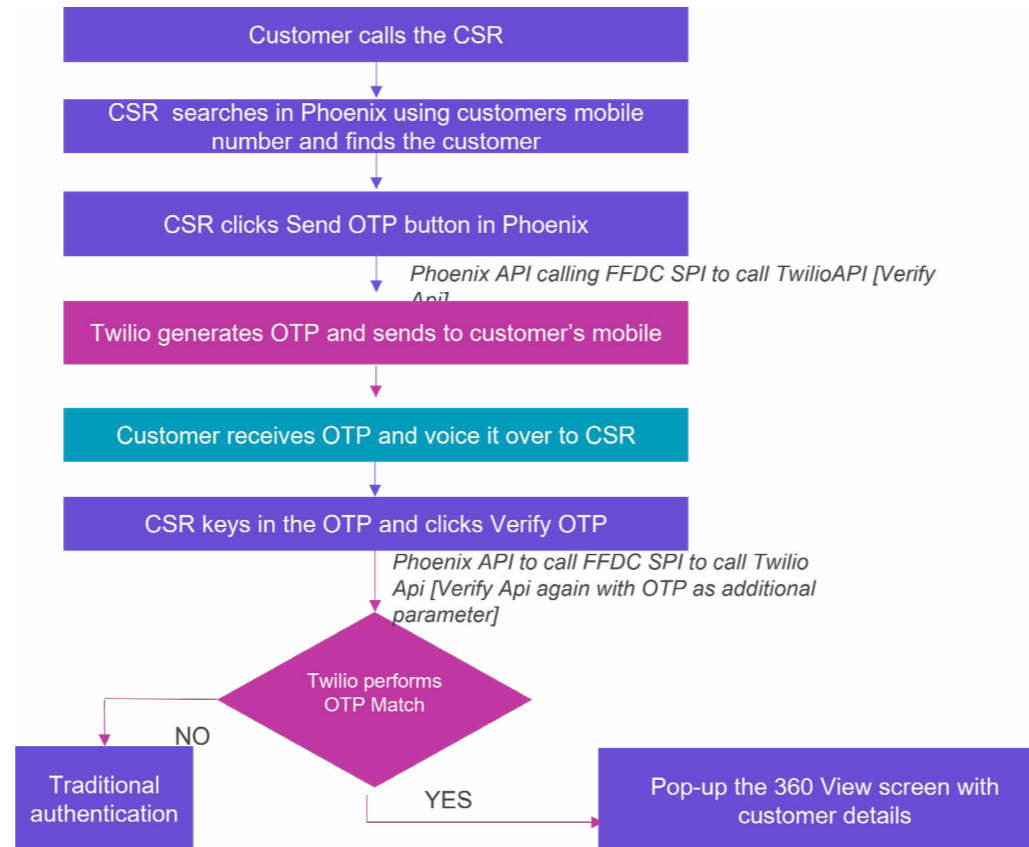 Customer calls the CSR
CSR  searches in Phoenix using customers mobile
number and finds the customer
CSR clicks Send OTP button in Phoenix
Phoenix API calling FFDC SPI to call TwilioAPI [Verify
Api]
Twilio generates OTP and sends to customer’s mobile
Customer receives OTP and voice it over to CSR
CSR keys in the OTP and clicks Verify OTP
Phoenix API to call FFDC SPI to call Twilio
Api [Verify Api again with OTP as additional
parameter]
Twilio performs
OTP Match
NO
Traditional
authentication
YES
Pop-up the 360 View screen with
customer details